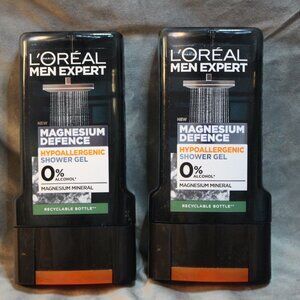 L'ORÉAL
MEN EXPERT
NEW
MAGNESIUM
DEFENCE
HYPOALLERGENIC
SHOWER GEL
0%
ALCOHOL*
MAGNESIUM MINERAL
RECYCLABLE BOTTLE**
L'ORÉAL
MEN EXPERT
NEW
MAGNESIUM
DEFENCE
HYPOALLERGENIC
SHOWER GEL
0%
ALCOHOL*
MAGNESIUM MINERAL
RECYCLABLE BOTTLE**